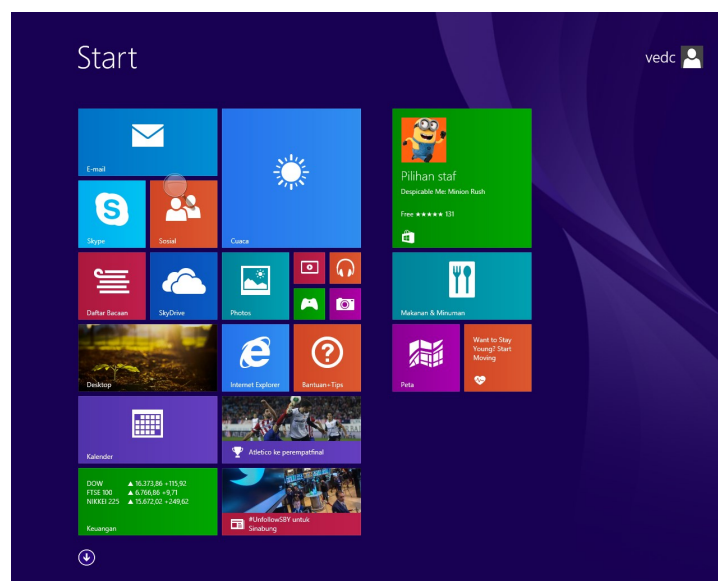 Start
vedc
E-mail
Skype
Sosial
Cuaca
Daftar Bacaan
SkyDrive
Photos
Desktop
Internet Explorer
Bantuan+Tips
Kalender
Atletico ke perempatfinal
DOW ▲ 16.373,86 +115,92
FTSE 100 ▲ 6.766,86 +9,71
NIKKEI 225 ▲ 15.672,02 +249,62
Keuangan
#UnfollowSBY untuk
Sinabung
Pilihan staf
Despicable Me: Minion Rush
Free ★★★★★ 131
Makanan & Minuman
Peta
Want to Stay
Young? Start
Moving